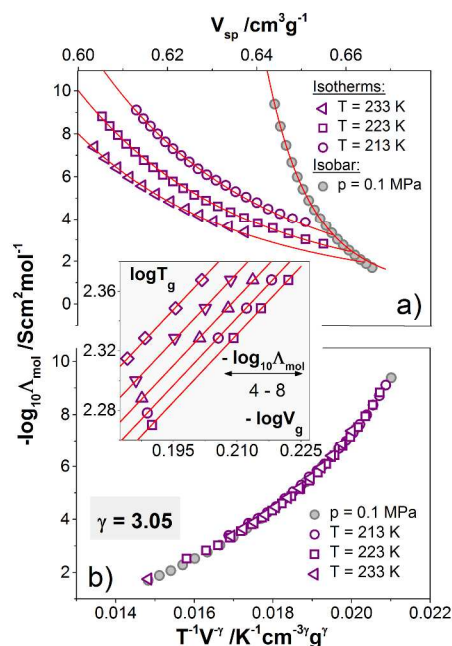 V_sp /cm³g⁻¹
0.60 0.62 0.64 0.66
-log₁₀Λ_mol /Scm²mol⁻¹
10
8
6
4
2
0
Isotherms:
T = 233 K
T = 223 K
T = 213 K
Isobar:
p = 0.1 MPa
a)
logT_g
2.36
2.32
2.28
- log₁₀Λ_mol
4 - 8
- logV_g
0.195 0.210 0.225
10
8
6
4
2
γ = 3.05
p = 0.1 MPa
T = 213 K
T = 223 K
T = 233 K
b)
0.014 0.016 0.018 0.020 0.022
T⁻¹V⁻ᵞ /K⁻¹cm⁻³ᵞgᵞ